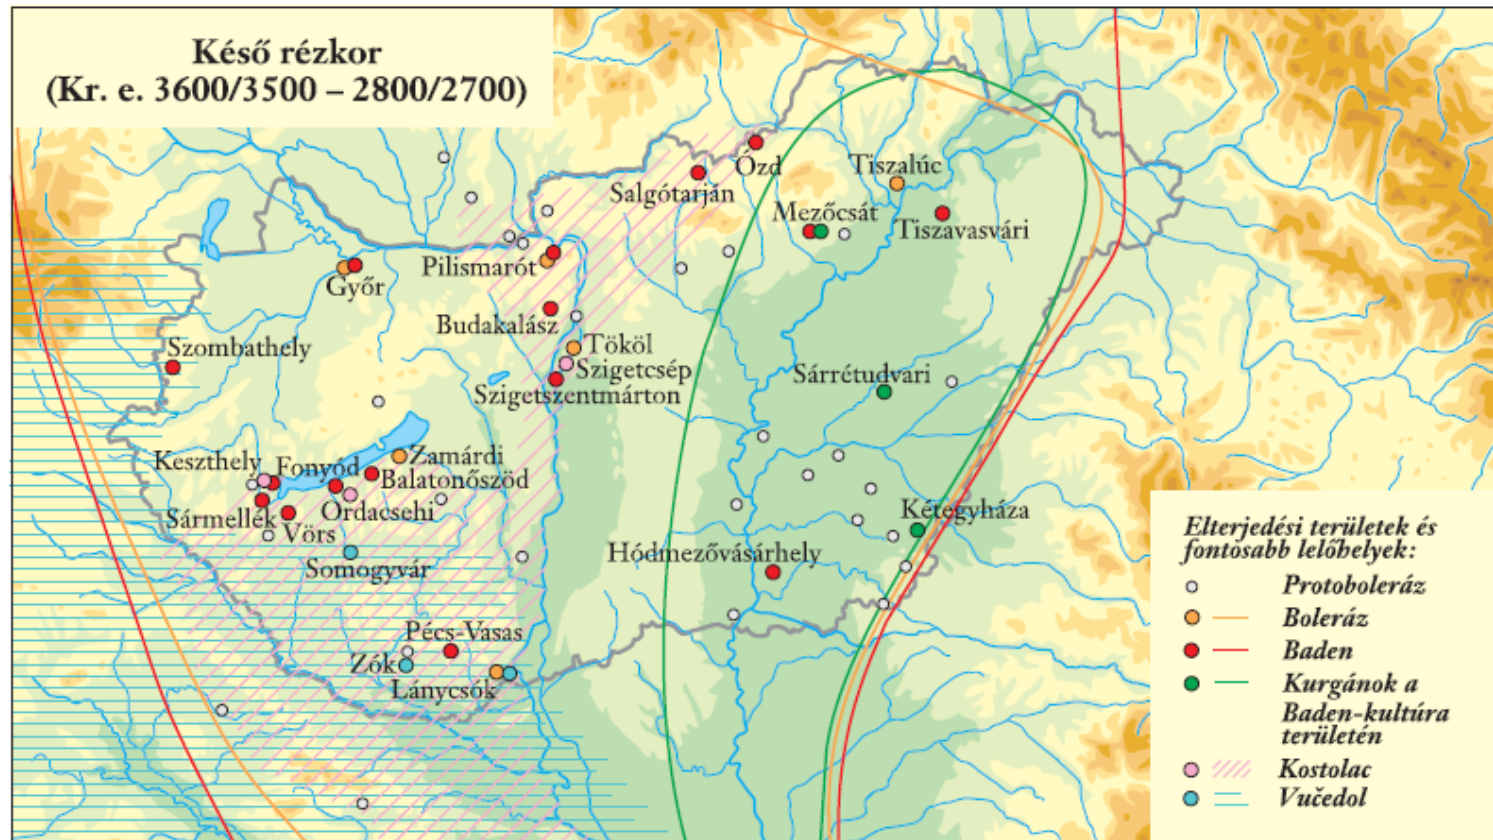 Késő rézkor
(Kr. e. 3600/3500 – 2800/2700)
Ózd
Tiszalúc
Salgótarján
Mezőcsát
Tiszavasvári
Pilismarót
Győr
Budakalász
Tököl
Szombathely
Szigetcsép
Sárrétudvari
Szigetszentmárton
Zamárdi
Keszthely
Fonyód
Balatonőszöd
Ordacsehi
Sármellék
Vörs
Kétegyháza
Somogyvár
Hódmezővásárhely
Pécs-Vasas
Zók
Lánycsók
Elterjedési területek és
fontosabb lelőhelyek:
Protoboleráz
Boleráz
Baden
Kurgánok a
Baden-kultúra
területén
Kostolac
Vučedol